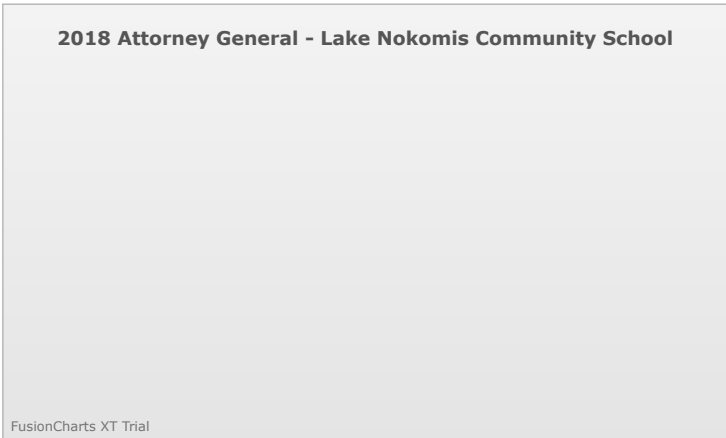 2018 Attorney General - Lake Nokomis Community School
FusionCharts XT Trial